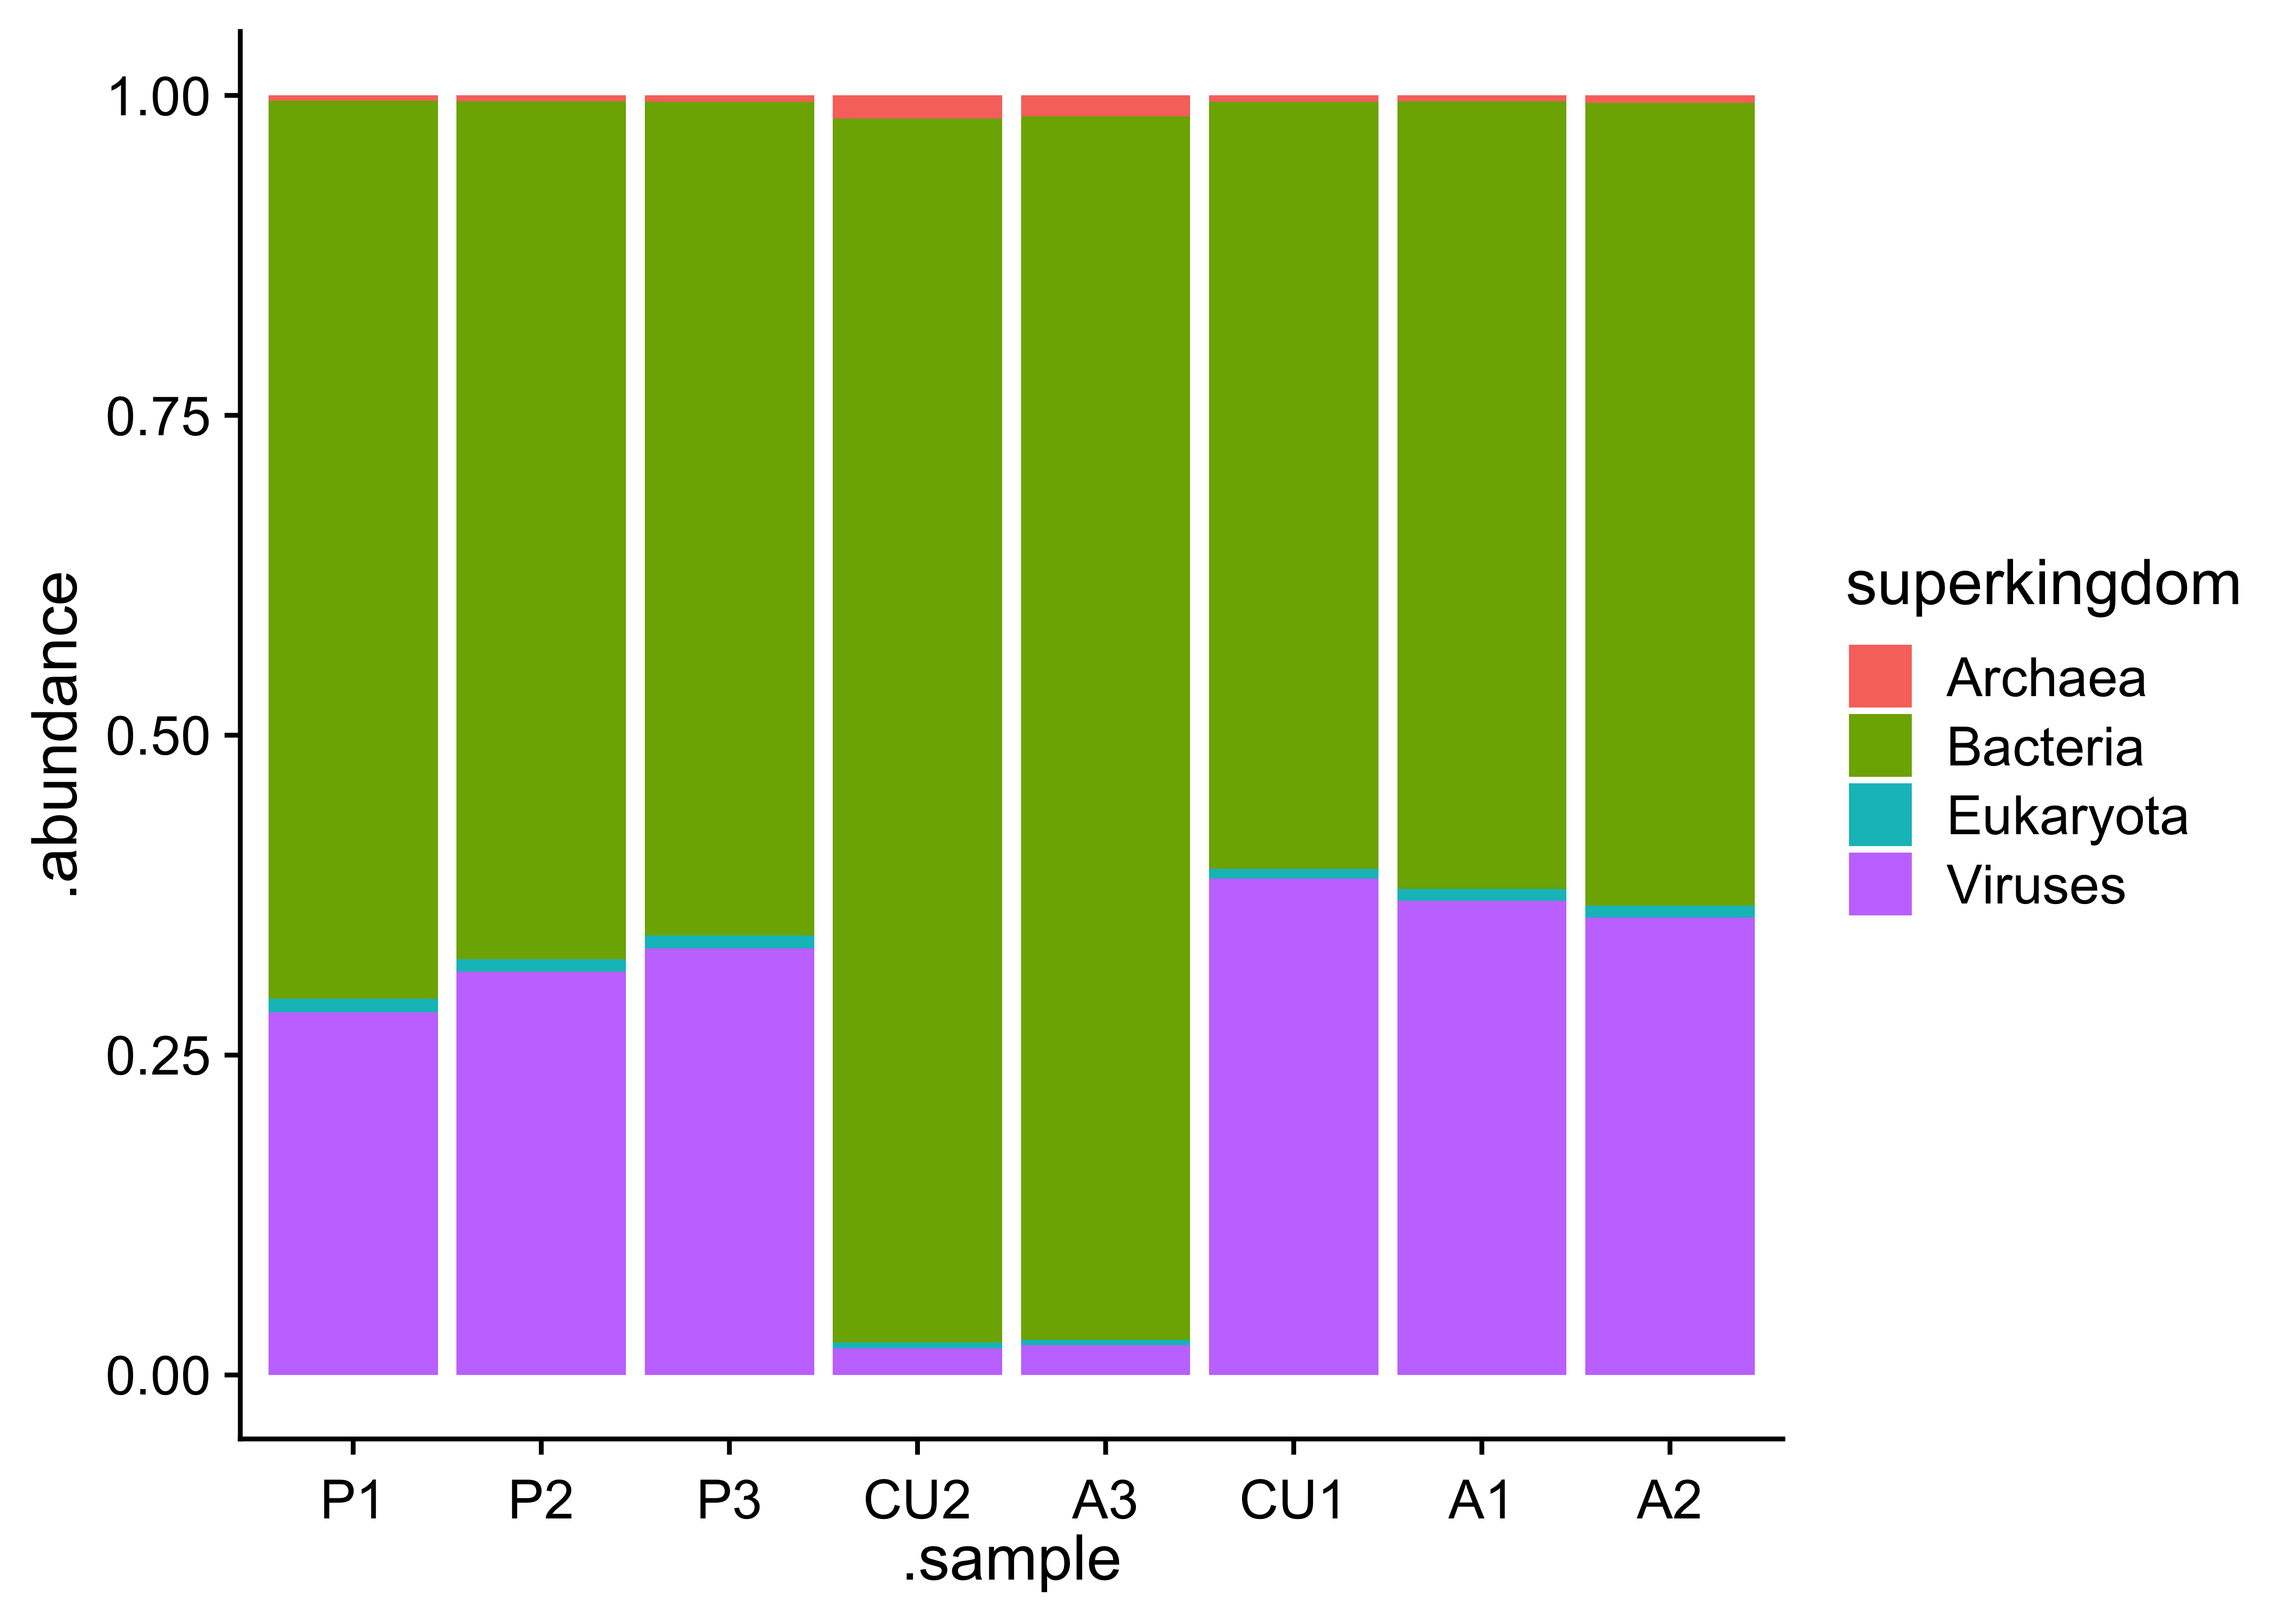 .abundance
1.00
0.75
0.50
0.25
0.00
P1 P2 P3 CU2 A3 CU1 A1 A2
.sample
superkingdom
Archaea
Bacteria
Eukaryota
Viruses